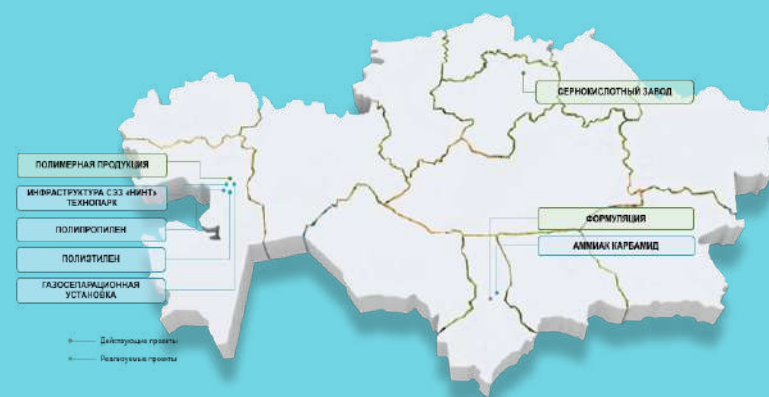 СЕРНОКИСЛОТНЫЙ ЗАВОД
ПОЛИМЕРНАЯ ПРОДУКЦИЯ
ИНФРАСТРУКТУРА СЭЗ «НИНТ»
ТЕХНОПАРК
ПОЛИПРОПИЛЕН
ПОЛИЭТИЛЕН
ГАЗОСЕПАРАЦИОННАЯ
УСТАНОВКА
ФОРМУЛЯЦИЯ
АММИАК КАРБАМИД
Действующие проекты
Реализуемые проекты